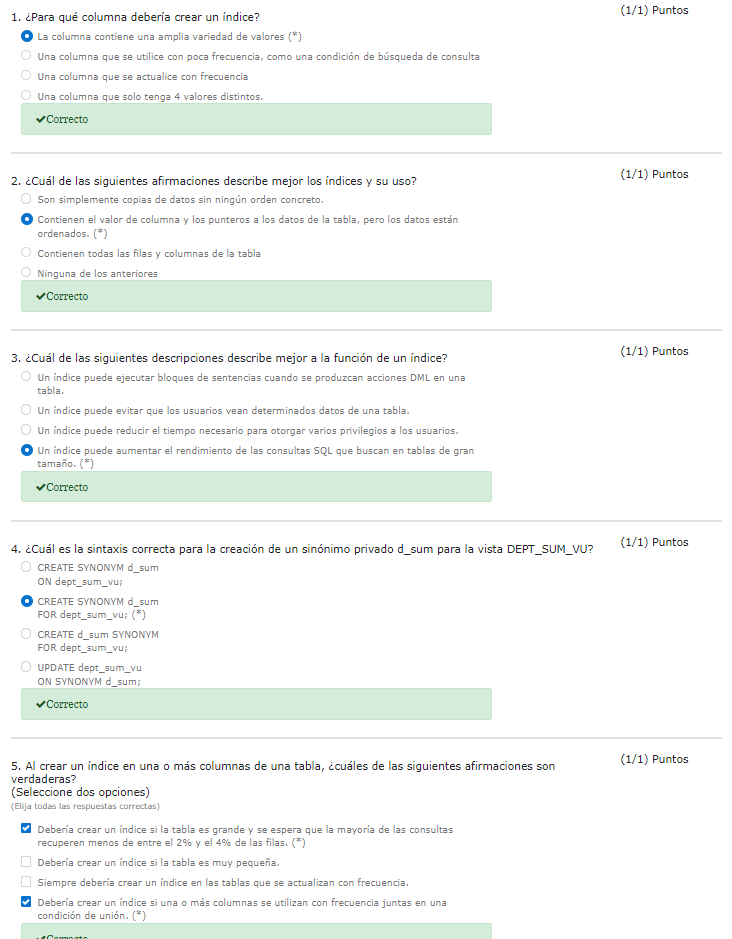 1. ¿Para qué columna debería crear un índice?
(1/1) Puntos
La columna contiene una amplia variedad de valores (*)
Una columna que se utilice con poca frecuencia, como una condición de búsqueda de consulta
Una columna que se actualice con frecuencia
Una columna que solo tenga 4 valores distintos.
✔Correcto
2. ¿Cuál de las siguientes afirmaciones describe mejor los índices y su uso?
(1/1) Puntos
Son simplemente copias de datos sin ningún orden concreto.
Contienen el valor de columna y los punteros a los datos de la tabla, pero los datos están
ordenados. (*)
Contienen todas las filas y columnas de la tabla
Ninguna de los anteriores
✔Correcto
3. ¿Cuál de las siguientes descripciones describe mejor a la función de un índice?
(1/1) Puntos
Un índice puede ejecutar bloques de sentencias cuando se produzcan acciones DML en una
tabla.
Un índice puede evitar que los usuarios vean determinados datos de una tabla.
Un índice puede reducir el tiempo necesario para otorgar varios privilegios a los usuarios.
Un índice puede aumentar el rendimiento de las consultas SQL que buscan en tablas de gran
tamaño. (*)
✔Correcto
4. ¿Cuál es la sintaxis correcta para la creación de un sinónimo privado d_sum para la vista DEPT_SUM_VU?
(1/1) Puntos
CREATE SYNONYM d_sum
ON dept_sum_vu;
CREATE SYNONYM d_sum
FOR dept_sum_vu; (*)
CREATE d_sum SYNONYM
FOR dept_sum_vu;
UPDATE dept_sum_vu
ON SYNONYM d_sum;
✔Correcto
5. Al crear un índice en una o más columnas de una tabla, ¿cuáles de las siguientes afirmaciones son
verdaderas?
(1/1) Puntos
(Seleccione dos opciones)
(Elija todas las respuestas correctas)
Debería crear un índice si la tabla es grande y se espera que la mayoría de las consultas
recuperen menos de entre el 2% y el 4% de las filas. (*)
Debería crear un índice si la tabla es muy pequeña.
Siempre debería crear un índice en las tablas que se actualizan con frecuencia.
Debería crear un índice si una o más columnas se utilizan con frecuencia juntas en una
condición de unión. (*)
✔Correcto